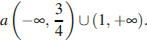 a(−∞, 3/4) ∪ (1, +∞).